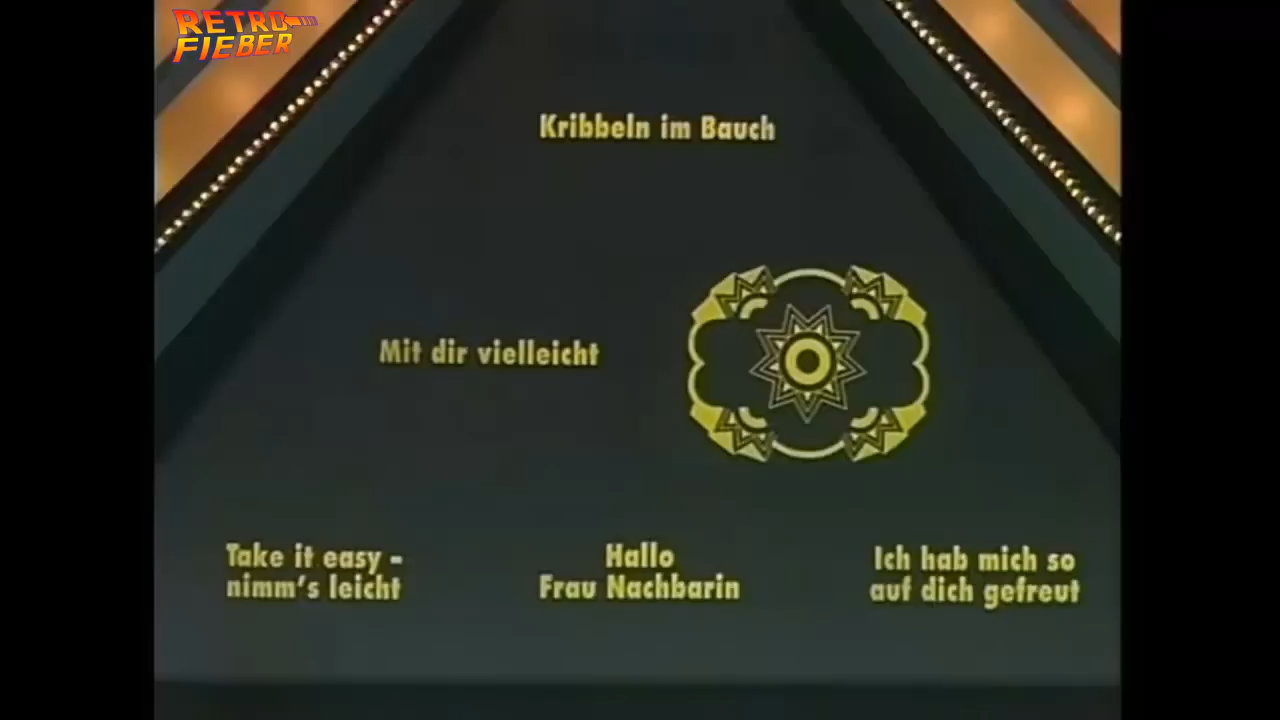 RETRO
FIEBER
Kribbeln im Bauch
Mit dir vielleicht
Take it easy -
nimm's leicht
Hallo
Frau Nachbarin
Ich hab mich so
auf dich gefreut